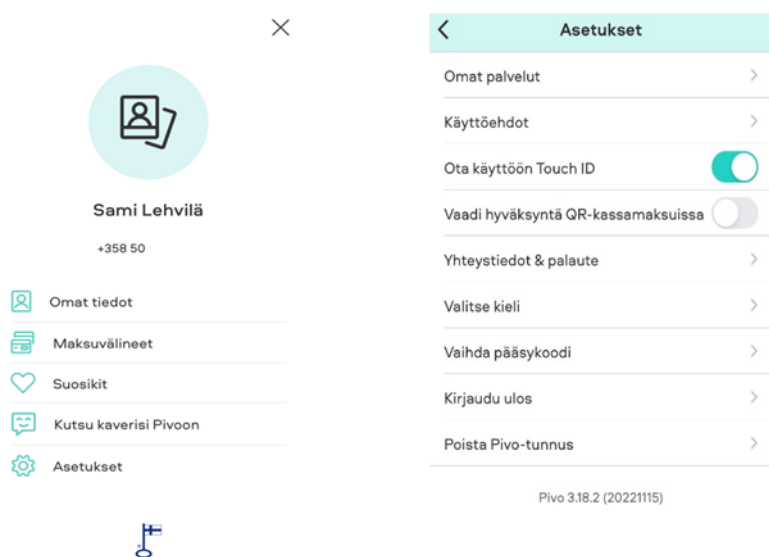 Sami Lehvilä
+358 50
Omat tiedot
Maksuvälineet
Suosikit
Kutsu kaverisi Pivoon
Asetukset
Asetukset
Omat palvelut
Käyttöehdot
Ota käyttöön Touch ID
Vaadi hyväksyntä QR-kassamaksuissa
Yhteystiedot & palaute
Valitse kieli
Vaihda pääsykoodi
Kirjaudu ulos
Poista Pivo-tunnus
Pivo 3.18.2 (20221115)